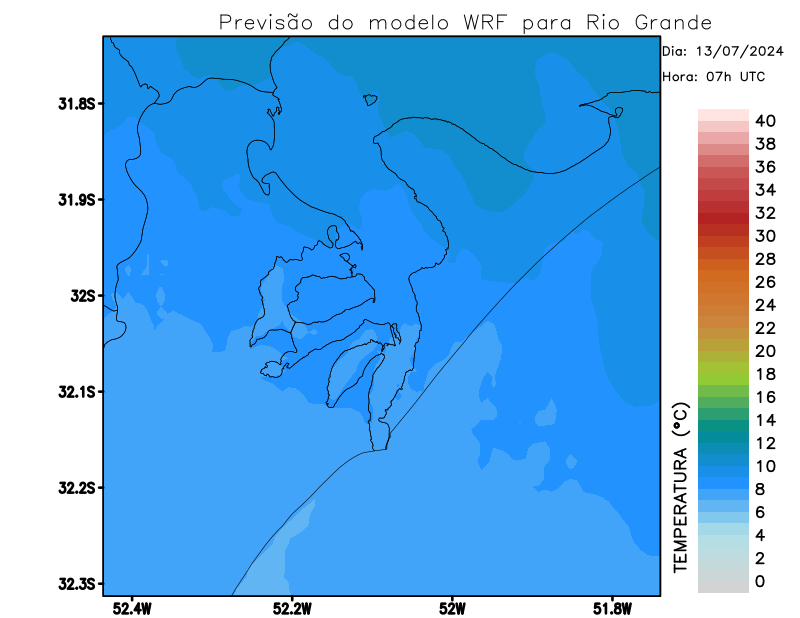 Previsão do modelo WRF para Rio Grande
Dia: 13/07/2024
Hora: 07h UTC
31.8S
31.9S
32S
32.1S
32.2S
32.3S
52.4W
52.2W
52W
51.8W
TEMPERATURA (°C)
40
38
36
34
32
30
28
26
24
22
20
18
16
14
12
10
8
6
4
2
0